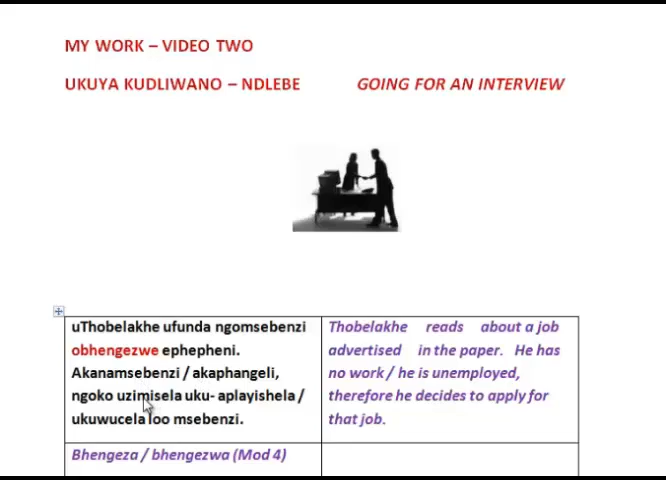 MY WORK – VIDEO TWO
UKUYA KUDLIWANO – NDLEBE GOING FOR AN INTERVIEW
uThobelakhe ufunda ngomsebenzi
obhengezwe ephepheni.
Akanamsebenzi / akaphangeli,
ngoko uzimisela uku- aplayishela /
ukuwucela loo msebenzi.
Thobelakhe reads about a job
advertised in the paper. He has
no work / he is unemployed,
therefore he decides to apply for
that job.
Bhengeza / bhengezwa (Mod 4)